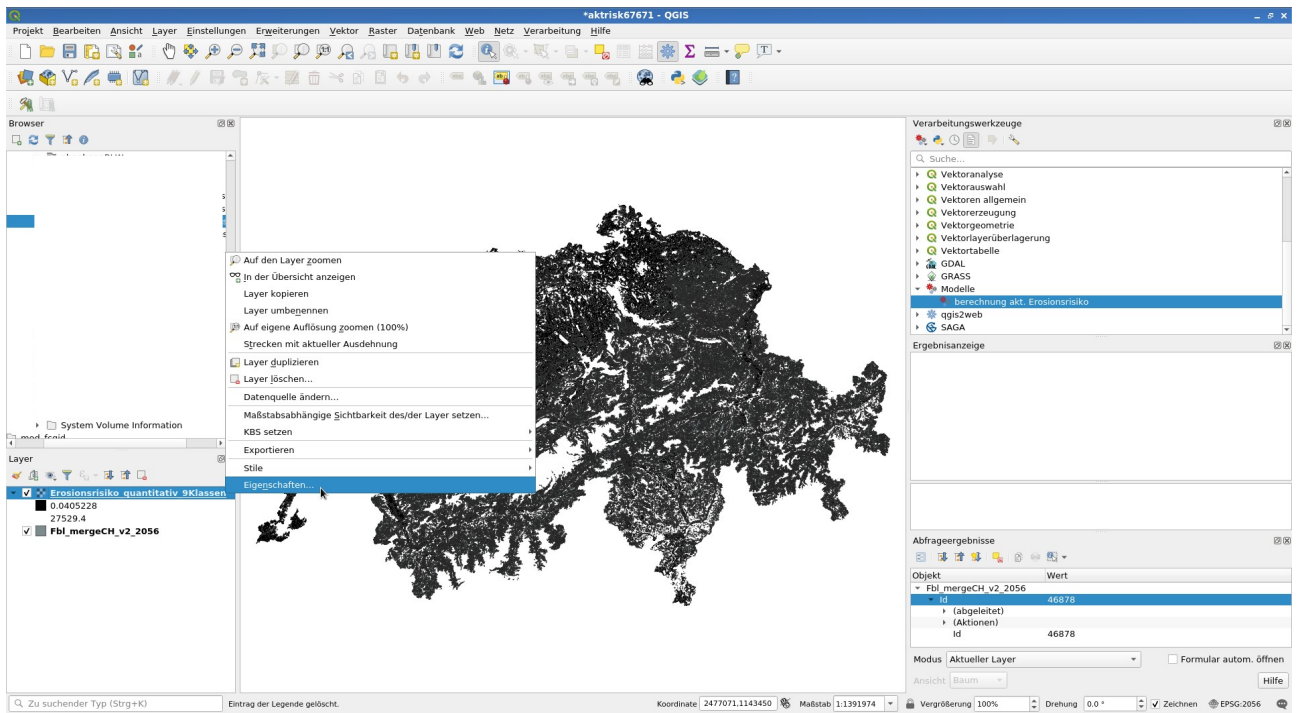 *aktrisk67671 - QGIS
Projekt Bearbeiten Ansicht Layer Einstellungen Erweiterungen Vektor Raster Datenbank Web Netz Verarbeitung Hilfe
Browser
System Volume Information
mod_fcgid
Layer
Erosionsrisiko_quantitativ_9Klassen
0.0405228
27529.4
Fbl_mergeCH_v2_2056
Auf den Layer zoomen
In der Übersicht anzeigen
Layer kopieren
Layer umbenennen
Auf eigene Auflösung zoomen (100%)
Strecken mit aktueller Ausdehnung
Layer duplizieren
Layer löschen...
Datenquelle ändern...
Maßstabsabhängige Sichtbarkeit des/der Layer setzen...
KBS setzen
Exportieren
Stile
Eigenschaften...
Verarbeitungswerkzeuge
Suche...
Vektoranalyse
Vektorauswahl
Vektoren allgemein
Vektorerzeugung
Vektorgeometrie
Vektorlayerüberlagerung
Vektortabelle
GDAL
GRASS
Modelle
berechnung akt. Erosionsrisiko
qgis2web
SAGA
Ergebnisanzeige
Abfrageergebnisse
Objekt Wert
Fbl_mergeCH_v2_2056
Id 46878
(abgeleitet)
(Aktionen)
Id 46878
Modus Aktueller Layer Formular autom. öffnen
Ansicht Baum Hilfe
Zu suchender Typ (Strg+K) Eintrag der Legende gelöscht. Koordinate 2477071,1143450 Maßstab 1:1391974 Vergrößerung 100% Drehung 0.0 ° Zeichnen EPSG:2056